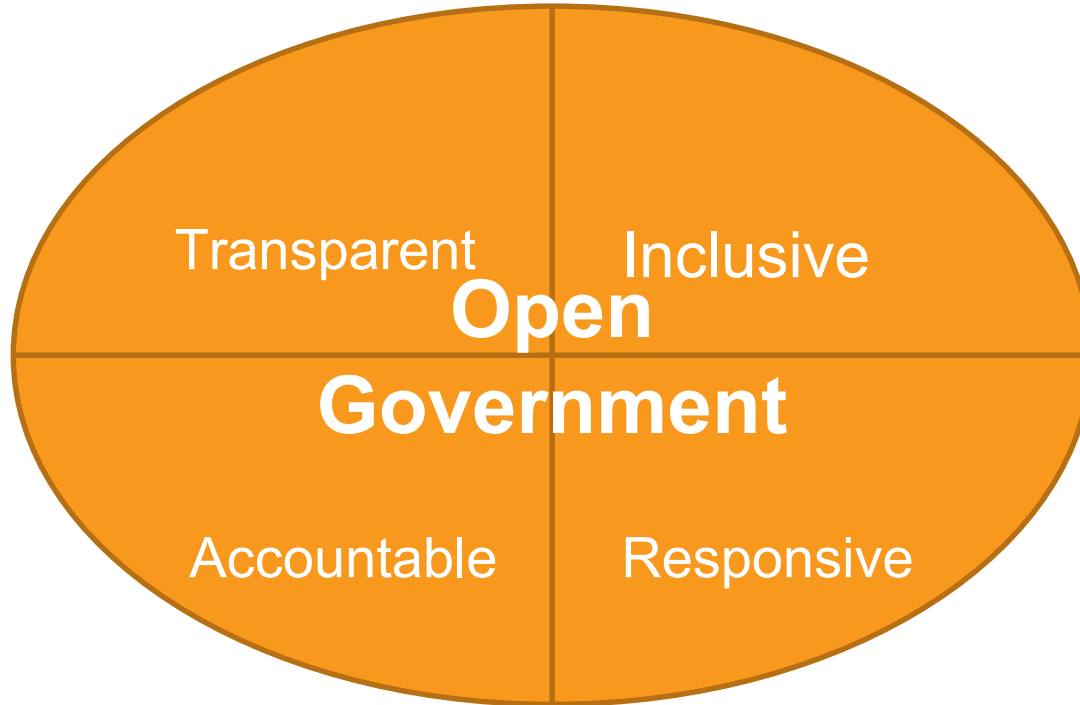 Transparent
Inclusive
Open
Government
Accountable
Responsive